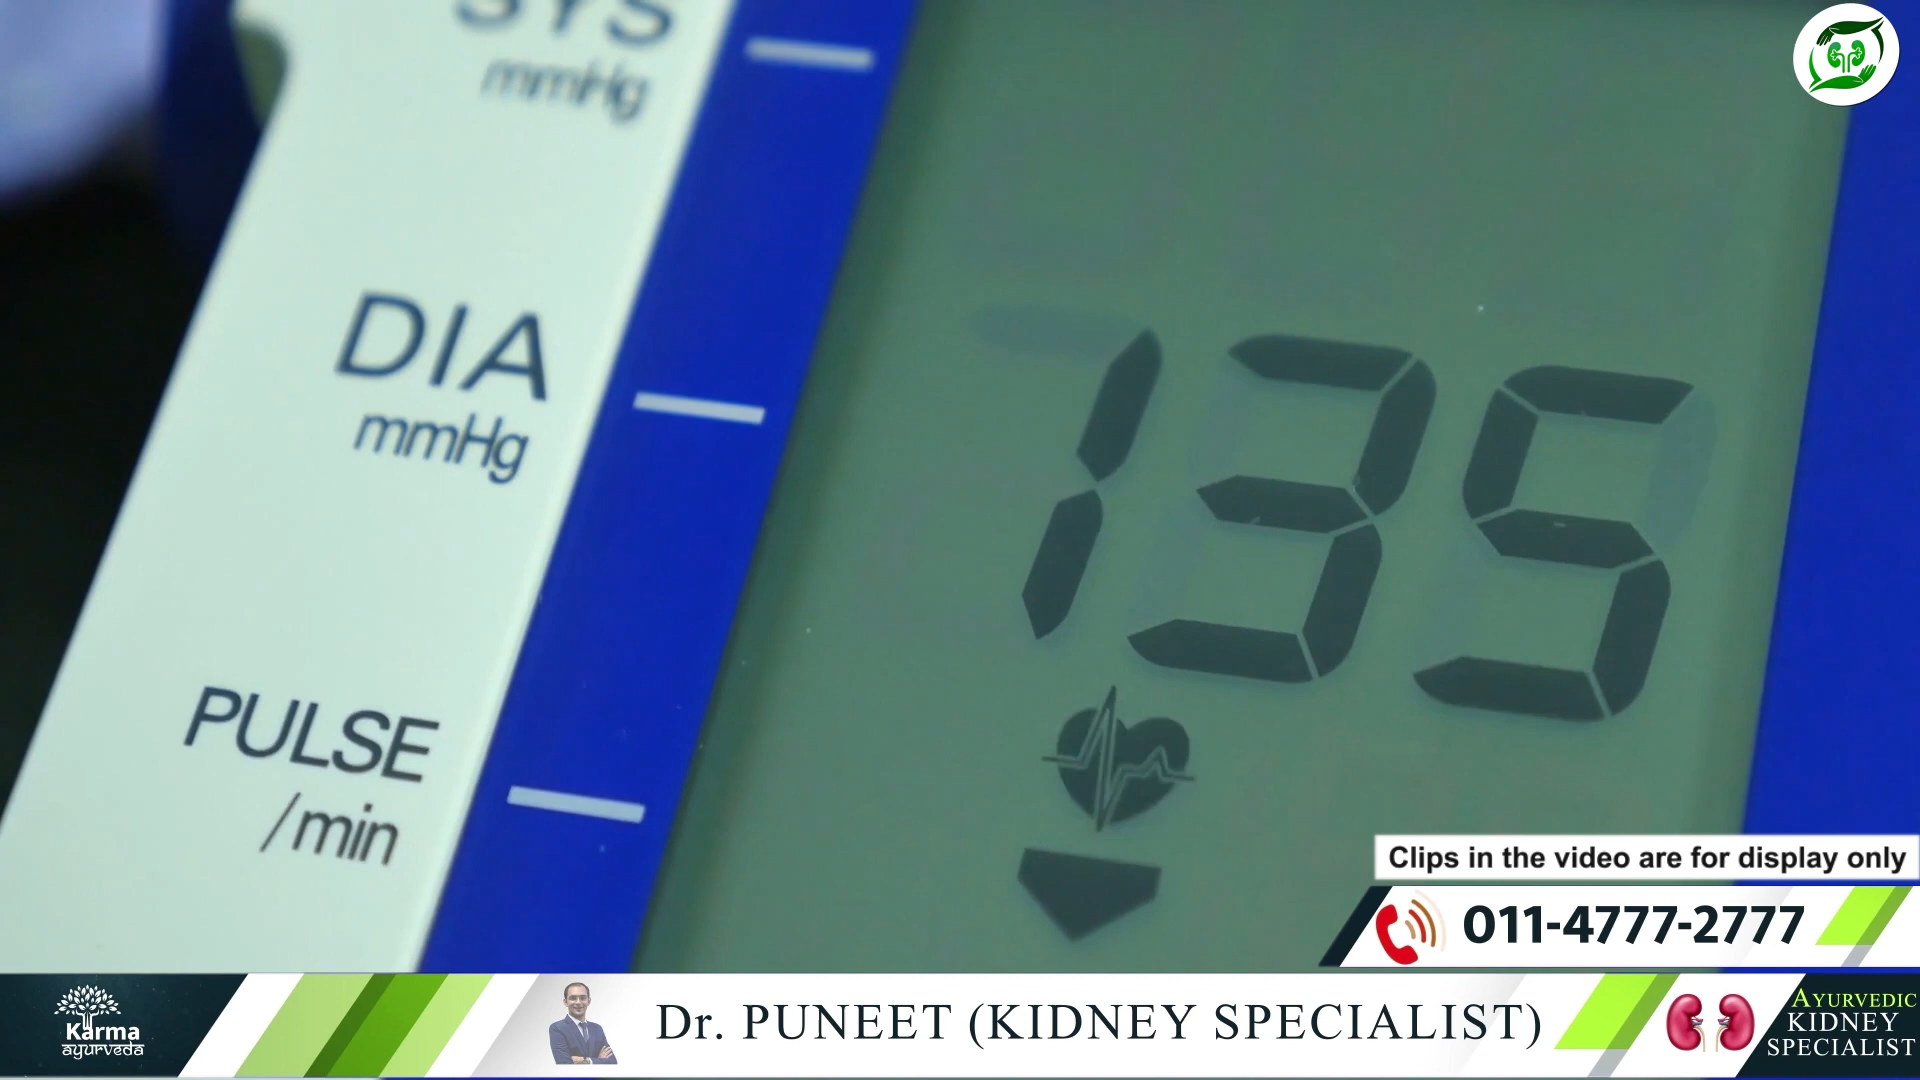 SYS
mmHg
DIA
mmHg
135
PULSE
/min
Clips in the video are for display only
011-4777-2777
Karma
ayurveda
Dr. PUNEET (KIDNEY SPECIALIST)
AYURVEDIC
KIDNEY
SPECIALIST